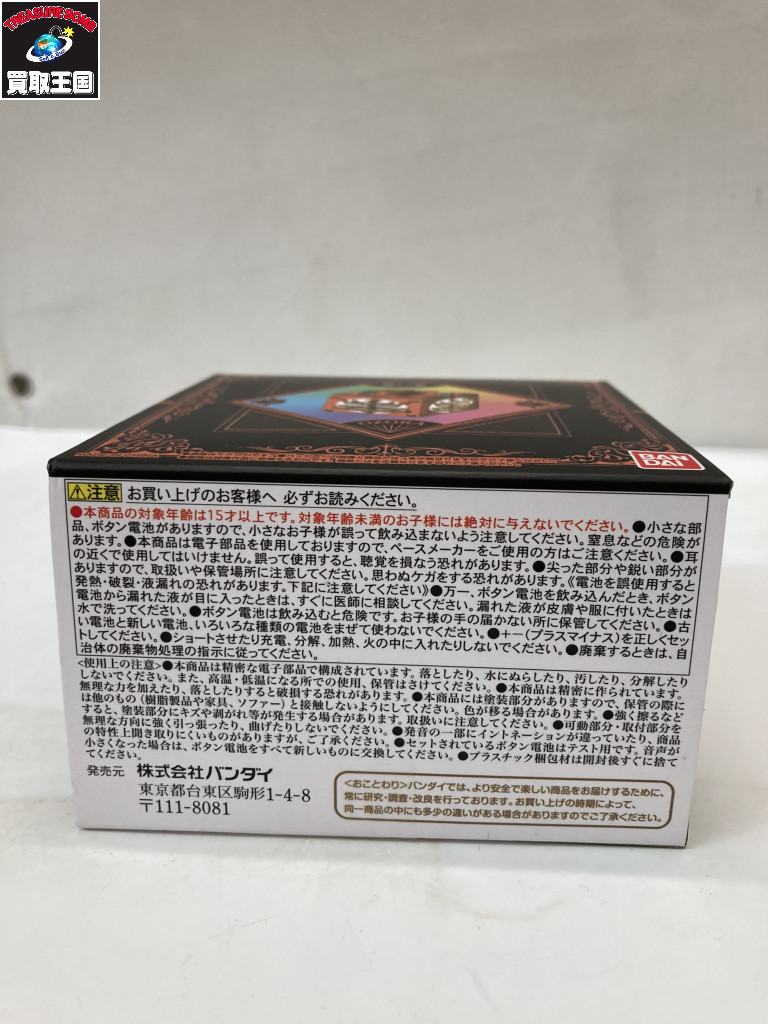 TREASURE BOMB
買取王国
BAN
DAI
⚠注意 お買い上げのお客様へ 必ずお読みください。
●本商品の対象年齢は15才以上です。対象年齢未満のお子様には絶対に与えないでください。●小さな部
品、ボタン電池がありますので、小さなお子様が誤って飲み込まないよう注意してください。窒息などの危険が
あります。●本商品は電子部品を使用しておりますので、ペースメーカーをご使用の方はご注意ください。●耳
の近くで使用してはいけません。誤って使用すると、聴覚を損なう恐れがあります。●尖った部分や鋭い部分が
ありますので、取扱いや保管場所に注意してください。思わぬケガをする恐れがあります。《電池を誤使用すると
発熱・破裂・液漏れの恐れがあります。下記に注意してください》●万一、ボタン電池を飲み込んだとき、ボタン
電池から漏れた液が目に入ったときは、すぐに医師に相談してください。漏れた液が皮膚や服に付いたときは
水で洗ってください。●ボタン電池は飲み込むと危険です。お子様の手の届かない所に保管してください。●古
い電池と新しい電池、いろいろな種類の電池をまぜて使わないでください。●+−(プラスマイナス)を正しくセッ
トしてください。●ショートさせたり充電、分解、加熱、火の中に入れたりしないでください。●廃棄するときは、自
治体の廃棄物処理の指示に従ってください。
<使用上の注意>●本商品は精密な電子部品で構成されています。落としたり、水にぬらしたり、汚したり、分解したり
しないでください。また、高温・低温になる所での使用、保管はさけてください。●本商品は精密に作られています。
無理な力を加えたり、落としたりすると破損する恐れがあります。●本商品には塗装部分がありますので、保管の際に
は他のもの(樹脂製品や家具、ソファー)と接触しないようにしてください。色が移る場合があります。●強く擦るなど
すると、塗装部分にキズや剥がれ等が発生する場合があります。取扱いに注意してください。●可動部分・取付部分を
無理な方向に強く引っ張ったり、曲げたりしないでください。●発音の一部にイントネーションが違っていたり、商品
の特性上聞き取りにくいものがありますが、ご了承ください。●セットされているボタン電池はテスト用です。音声が
小さくなった場合は、ボタン電池をすべて新しいものに交換してください。●プラスチック梱包材は開封後すぐに捨て
てください。
発売元 株式会社バンダイ
東京都台東区駒形1-4-8
〒111-8081
<おことわり>バンダイでは、より安全で楽しい商品をお届けするために、
常に研究・調査・改良を行っております。お買い上げの時期によって、
同一商品の中にも多少の違いがある場合がありますのでご了承ください。